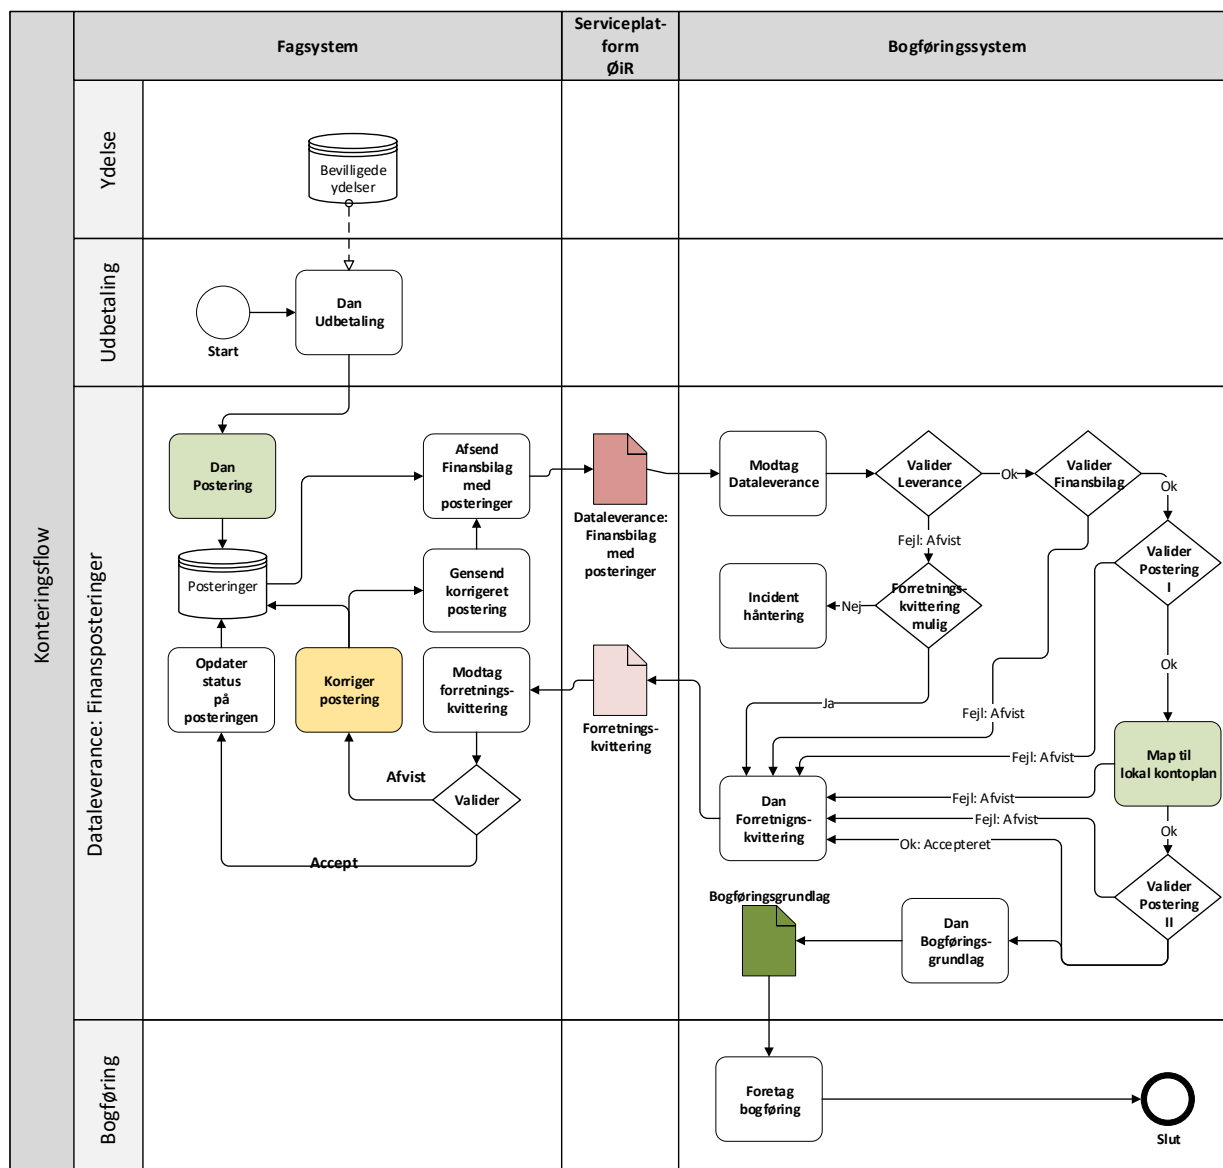 Fagsystem
Serviceplat-
form
ØiR
Bogføringssystem
Konteringsflow
Ydelse
Bevilligede
ydelser
Udbetaling
Start
Dan
Udbetaling
Dataleverance: Finansposteringer
Dan
Postering
Afsend
Finansbilag
med
posteringer
Dataleverance:
Finansbilag
med
posteringer
Modtag
Dataleverance
Valider
Leverance
Ok
Valider
Finansbilag
Ok
Fejl: Afvist
Valider
Postering
I
Posteringer
Gensend
korrigeret
postering
Incident
håntering
Nej
Forretnings-
kvittering
mulig
Ok
Opdater
status
på
posteringen
Korriger
postering
Modtag
forretnings-
kvittering
Forretnings-
kvittering
Ja
Fejl: Afvist
Fejl: Afvist
Map til
lokal kontoplan
Afvist
Valider
Dan
Forretnigns-
kvittering
Fejl: Afvist
Fejl: Afvist
Ok
Ok: Accepteret
Accept
Valider
Postering
II
Bogføringsgrundlag
Dan
Bogførings-
grundlag
Bogføring
Foretag
bogføring
Slut